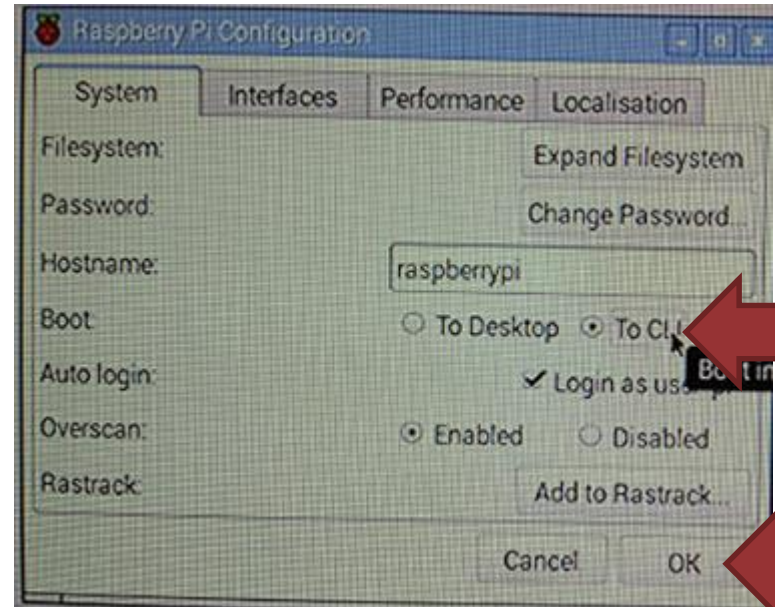 Raspberry Pi Configuration
System Interfaces Performance Localisation
Filesystem: Expand Filesystem
Password: Change Password...
Hostname: raspberrypi
Boot: To Desktop To
Auto login: Login as
Overscan: Enabled Disabled
Rastrack: Add to Rastrack...
Cancel OK